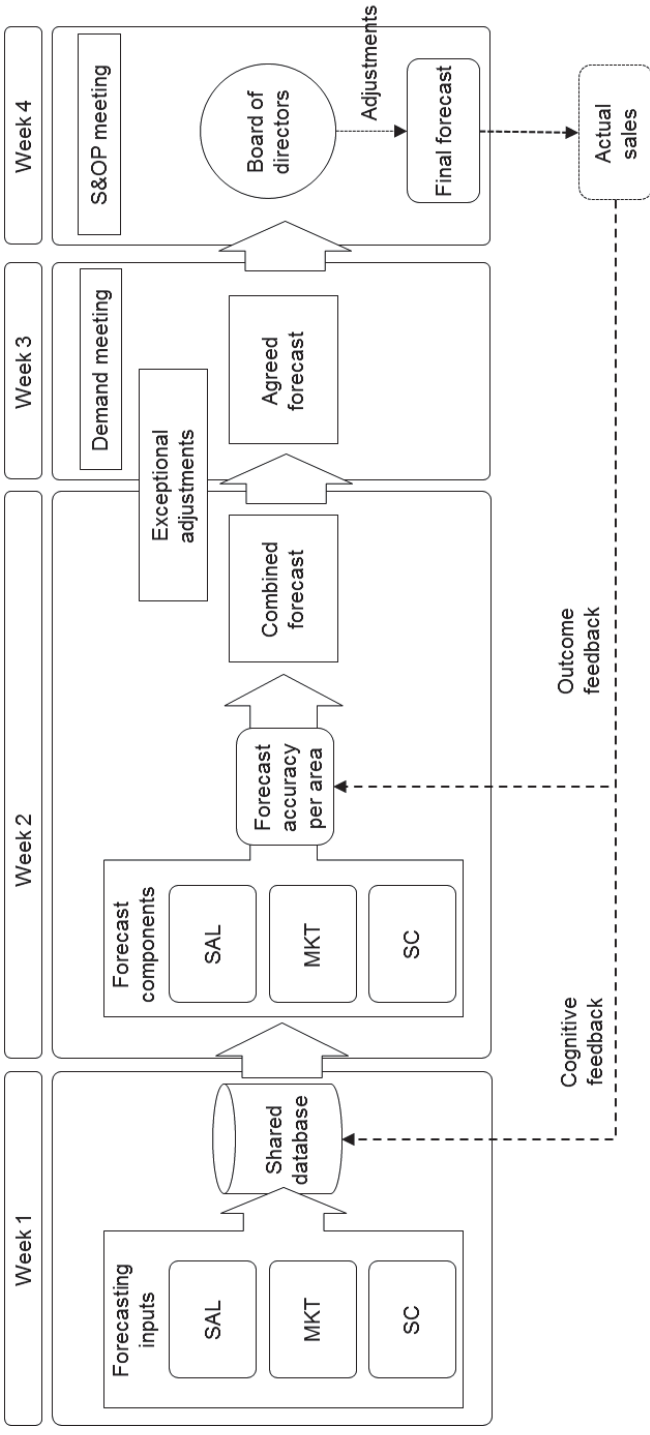 Week 1
Forecasting
inputs
SAL
MKT
SC
Shared
database
Week 2
Forecast
components
SAL
MKT
SC
Forecast
accuracy
per area
Combined
forecast
Exceptional
adjustments
Week 3
Demand meeting
Agreed
forecast
Week 4
S&OP meeting
Board of
directors
Adjustments
Final forecast
Actual
sales
Cognitive
feedback
Outcome
feedback